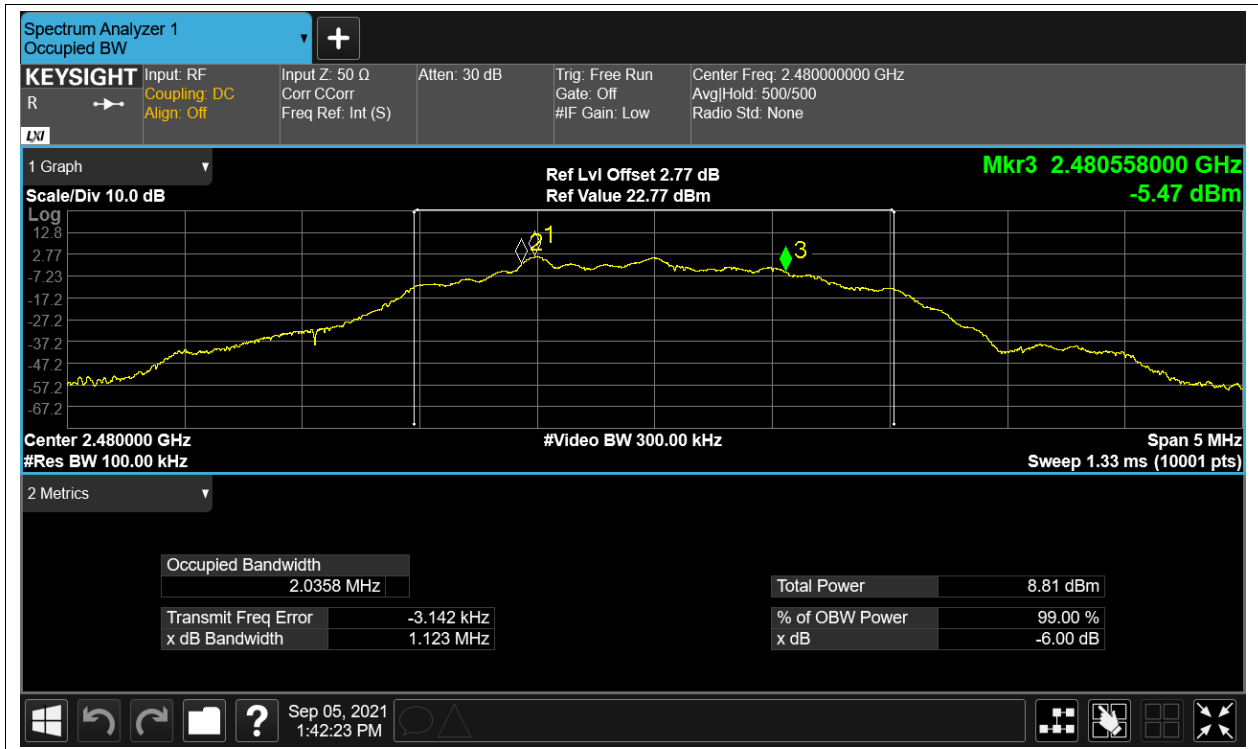 Spectrum Analyzer 1
Occupied BW
KEYSIGHT
R
LXI
Input: RF
Coupling: DC
Align: Off
Input Z: 50 Ω
Corr CCorr
Freq Ref: Int (S)
Atten: 30 dB
Trig: Free Run
Gate: Off
#IF Gain: Low
Center Freq: 2.480000000 GHz
Avg|Hold: 500/500
Radio Std: None
1 Graph
Scale/Div 10.0 dB
Ref Lvl Offset 2.77 dB
Ref Value 22.77 dBm
Mkr3 2.480558000 GHz
-5.47 dBm
Log
12.8
2.77
-7.23
-17.2
-27.2
-37.2
-47.2
-57.2
-67.2
2
1
3
Center 2.480000 GHz
#Res BW 100.00 kHz
#Video BW 300.00 kHz
Span 5 MHz
Sweep 1.33 ms (10001 pts)
2 Metrics
Occupied Bandwidth
2.0358 MHz
Transmit Freq Error -3.142 kHz
x dB Bandwidth 1.123 MHz
Total Power 8.81 dBm
% of OBW Power 99.00 %
x dB -6.00 dB
?
Sep 05, 2021
1:42:23 PM